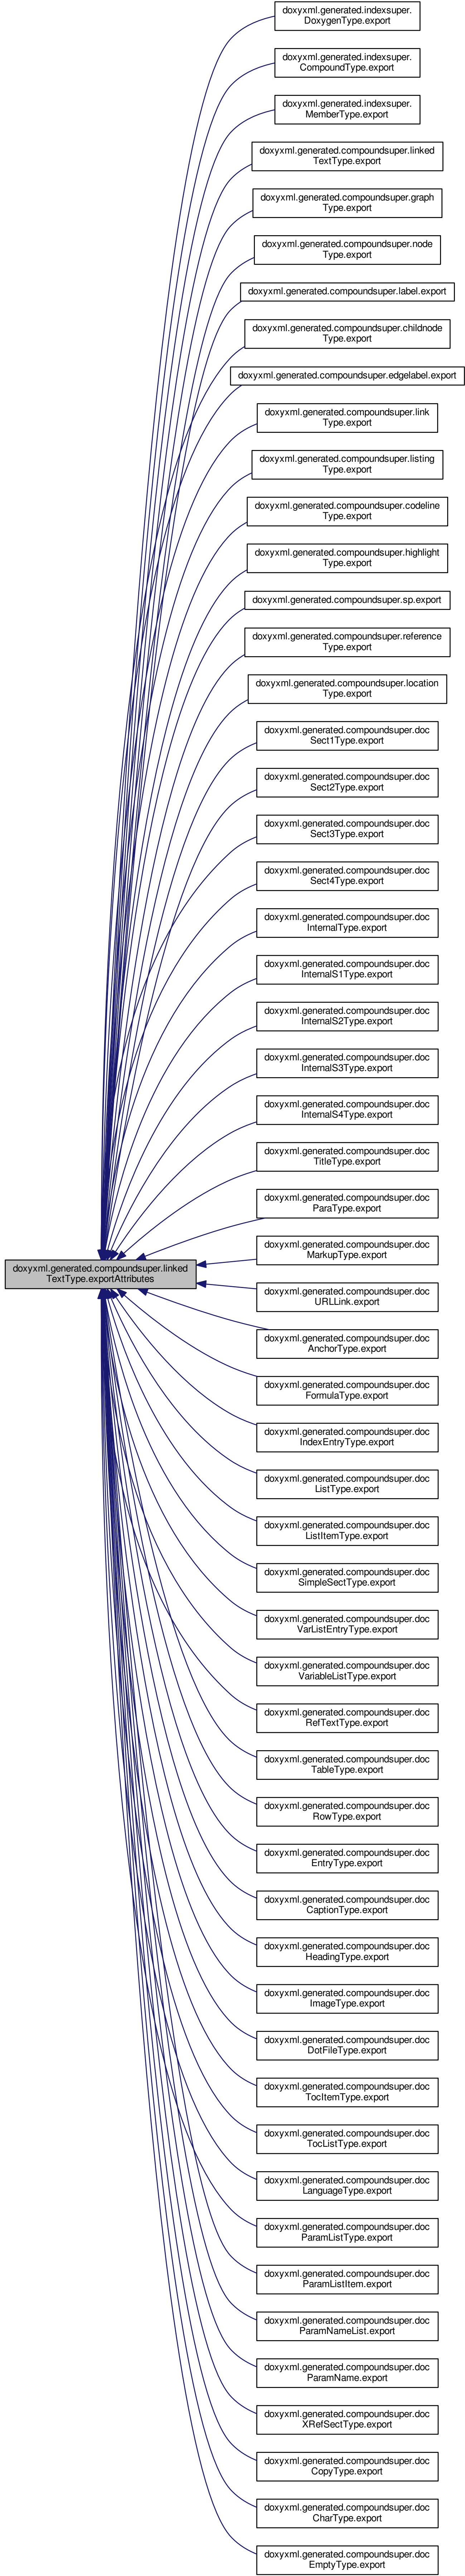 doxyxml.generated.indexsuper.
DoxygenType.export
doxyxml.generated.indexsuper.
CompoundType.export
doxyxml.generated.indexsuper.
MemberType.export
doxyxml.generated.compoundsuper.linked
TextType.export
doxyxml.generated.compoundsuper.graph
Type.export
doxyxml.generated.compoundsuper.node
Type.export
doxyxml.generated.compoundsuper.label.export
doxyxml.generated.compoundsuper.childnode
Type.export
doxyxml.generated.compoundsuper.edgelabel.export
doxyxml.generated.compoundsuper.link
Type.export
doxyxml.generated.compoundsuper.listing
Type.export
doxyxml.generated.compoundsuper.codeline
Type.export
doxyxml.generated.compoundsuper.highlight
Type.export
doxyxml.generated.compoundsuper.sp.export
doxyxml.generated.compoundsuper.reference
Type.export
doxyxml.generated.compoundsuper.location
Type.export
doxyxml.generated.compoundsuper.doc
Sect1Type.export
doxyxml.generated.compoundsuper.doc
Sect2Type.export
doxyxml.generated.compoundsuper.doc
Sect3Type.export
doxyxml.generated.compoundsuper.doc
Sect4Type.export
doxyxml.generated.compoundsuper.doc
InternalType.export
doxyxml.generated.compoundsuper.doc
InternalS1Type.export
doxyxml.generated.compoundsuper.doc
InternalS2Type.export
doxyxml.generated.compoundsuper.doc
InternalS3Type.export
doxyxml.generated.compoundsuper.doc
InternalS4Type.export
doxyxml.generated.compoundsuper.doc
TitleType.export
doxyxml.generated.compoundsuper.doc
ParaType.export
doxyxml.generated.compoundsuper.doc
MarkupType.export
doxyxml.generated.compoundsuper.linked
TextType.exportAttributes
doxyxml.generated.compoundsuper.doc
URLLink.export
doxyxml.generated.compoundsuper.doc
AnchorType.export
doxyxml.generated.compoundsuper.doc
FormulaType.export
doxyxml.generated.compoundsuper.doc
IndexEntryType.export
doxyxml.generated.compoundsuper.doc
ListType.export
doxyxml.generated.compoundsuper.doc
ListItemType.export
doxyxml.generated.compoundsuper.doc
SimpleSectType.export
doxyxml.generated.compoundsuper.doc
VarListEntryType.export
doxyxml.generated.compoundsuper.doc
VariableListType.export
doxyxml.generated.compoundsuper.doc
RefTextType.export
doxyxml.generated.compoundsuper.doc
TableType.export
doxyxml.generated.compoundsuper.doc
RowType.export
doxyxml.generated.compoundsuper.doc
EntryType.export
doxyxml.generated.compoundsuper.doc
CaptionType.export
doxyxml.generated.compoundsuper.doc
HeadingType.export
doxyxml.generated.compoundsuper.doc
ImageType.export
doxyxml.generated.compoundsuper.doc
DotFileType.export
doxyxml.generated.compoundsuper.doc
TocItemType.export
doxyxml.generated.compoundsuper.doc
TocListType.export
doxyxml.generated.compoundsuper.doc
LanguageType.export
doxyxml.generated.compoundsuper.doc
ParamListType.export
doxyxml.generated.compoundsuper.doc
ParamListItem.export
doxyxml.generated.compoundsuper.doc
ParamNameList.export
doxyxml.generated.compoundsuper.doc
ParamName.export
doxyxml.generated.compoundsuper.doc
XRefSectType.export
doxyxml.generated.compoundsuper.doc
CopyType.export
doxyxml.generated.compoundsuper.doc
CharType.export
doxyxml.generated.compoundsuper.doc
EmptyType.export